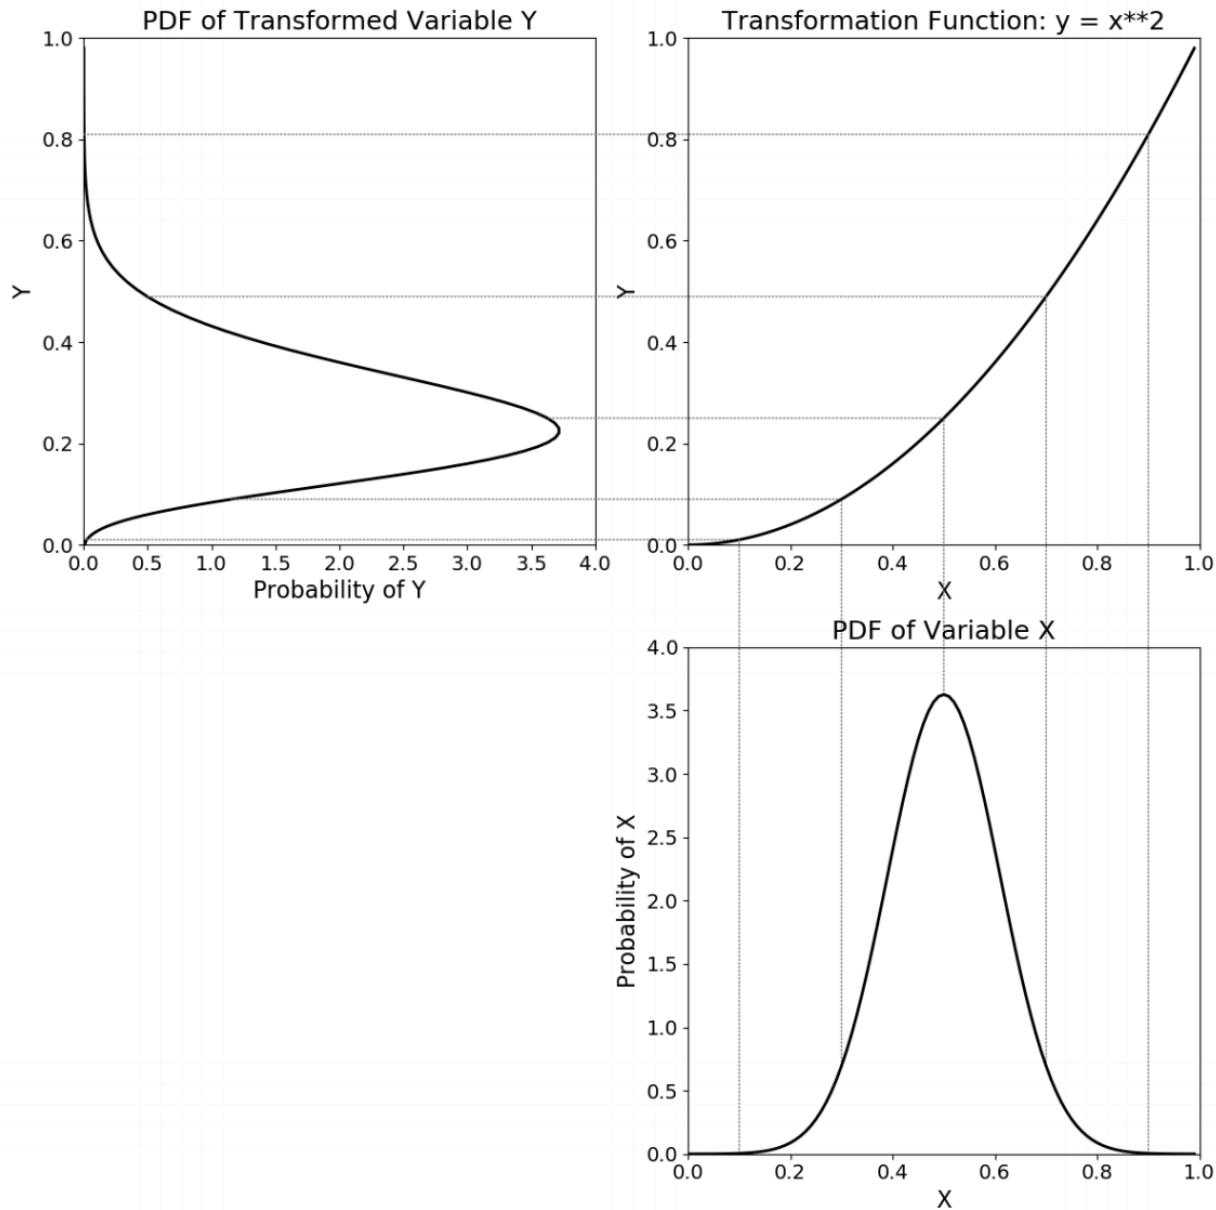 PDF of Transformed Variable Y
1.0
0.8
0.6
0.4
0.2
0.0
Y
0.0 0.5 1.0 1.5 2.0 2.5 3.0 3.5 4.0
Probability of Y
Transformation Function: y = x**2
1.0
0.8
0.6
0.4
0.2
0.0
Y
0.0 0.2 0.4 0.6 0.8 1.0
X
PDF of Variable X
4.0
3.5
3.0
2.5
2.0
1.5
1.0
0.5
0.0
Probability of X
0.0 0.2 0.4 0.6 0.8 1.0
X